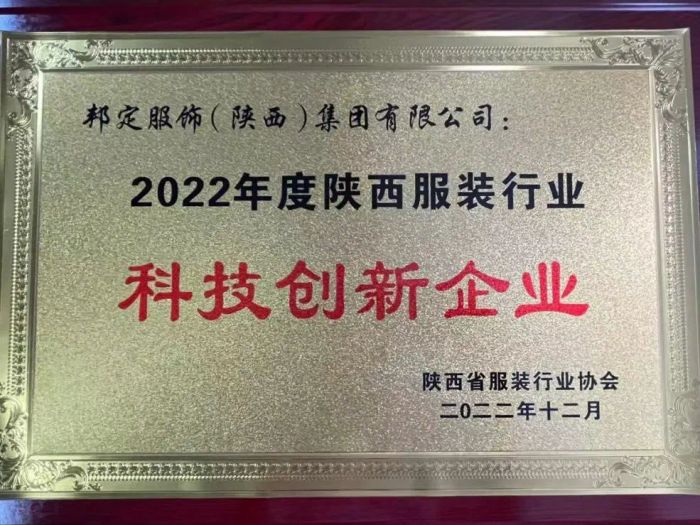 邦定服饰(陕西)集团有限公司:
2022年度陕西服装行业
科技创新企业
陕西省服装行业协会
二〇二二年十二月